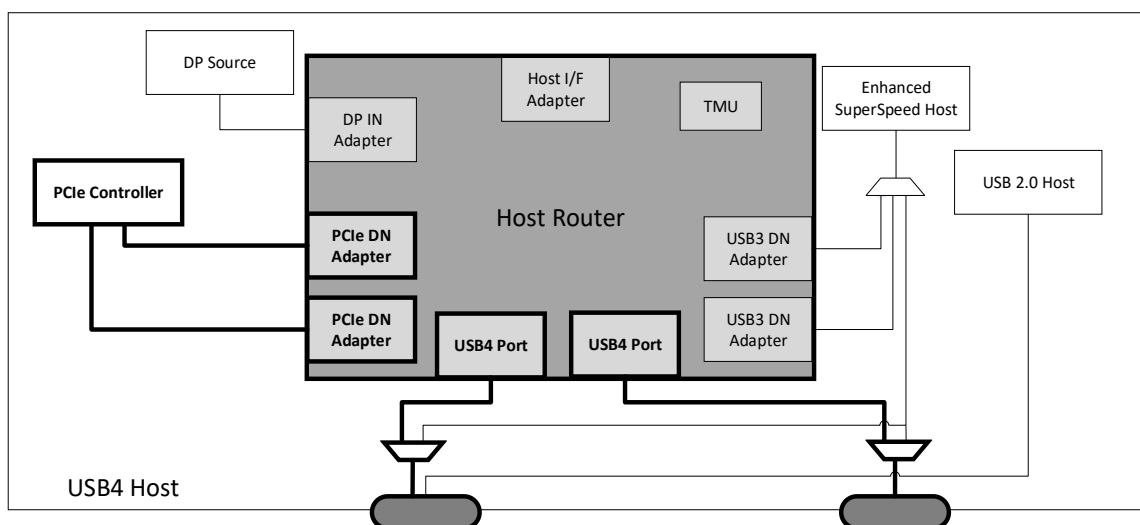 DP Source
Host I/F
Adapter
TMU
Enhanced
SuperSpeed Host
DP IN
Adapter
PCIe Controller
USB 2.0 Host
Host Router
PCIe DN
Adapter
USB3 DN
Adapter
PCIe DN
Adapter
USB4 Port
USB4 Port
USB3 DN
Adapter
USB4 Host